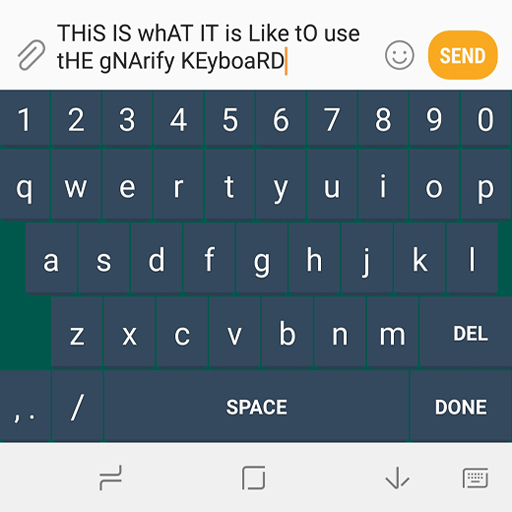 THiS IS whAT IT is Like tO use
tHE gNArify KEyboaRD
SEND
1 2 3 4 5 6 7 8 9 0
q w e r t y u i o p
a s d f g h j k l
z x c v b n m DEL
, . / SPACE DONE